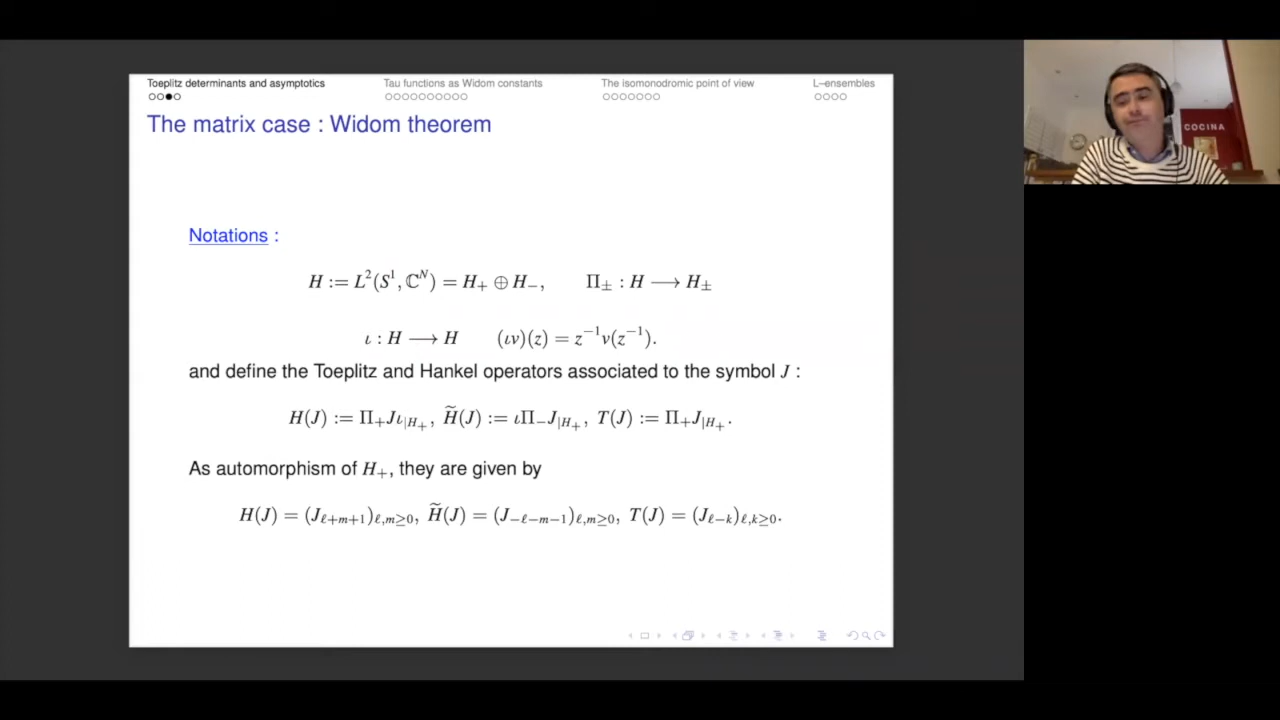 Toeplitz determinants and asymptotics Tau functions as Widom constants The isomonodromic point of view L–ensembles
The matrix case : Widom theorem
COCINA
Notations :
H := L²(S¹, ℂᴺ) = H₊ ⊕ H₋, Π± : H ⟶ H±
ι : H ⟶ H (ιv)(z) = z⁻¹v(z⁻¹).
and define the Toeplitz and Hankel operators associated to the symbol J :
H(J) := Π₊Jι|H₊, H̃(J) := ιΠ₋J|H₊, T(J) := Π₊J|H₊.
As automorphism of H₊, they are given by
H(J) = (J_{ℓ+m+1})_{ℓ,m≥0}, H̃(J) = (J_{−ℓ−m−1})_{ℓ,m≥0}, T(J) = (J_{ℓ−k})_{ℓ,k≥0}.